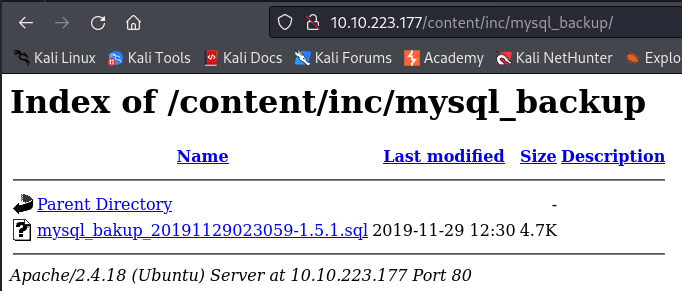 10.10.223.177/content/inc/mysql_backup/
Kali Linux Kali Tools Kali Docs Kali Forums Academy Kali NetHunter Explo
Index of /content/inc/mysql_backup
Name Last modified Size Description
Parent Directory -
mysql_bakup_20191129023059-1.5.1.sql 2019-11-29 12:30 4.7K
Apache/2.4.18 (Ubuntu) Server at 10.10.223.177 Port 80